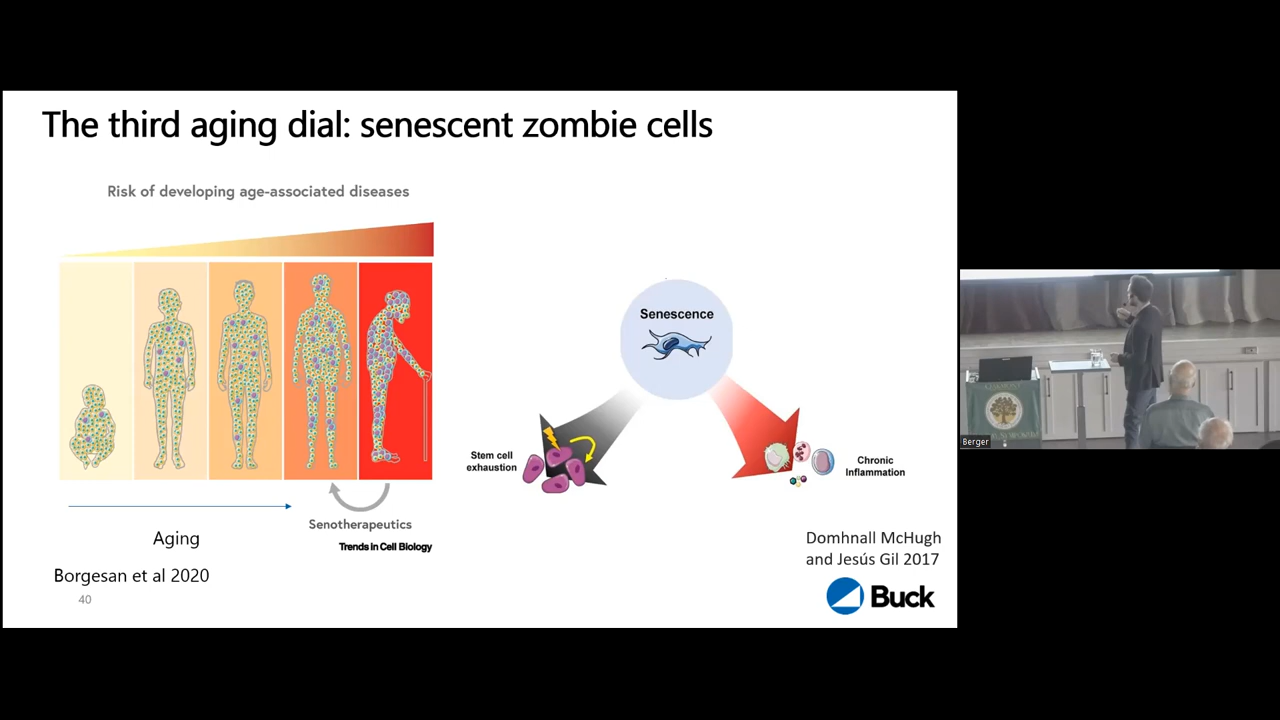 The third aging dial: senescent zombie cells
Risk of developing age-associated diseases
Senescence
Stem cell
exhaustion
Chronic
Inflammation
Senotherapeutics
Trends in Cell Biology
Aging
Borgesan et al 2020
40
Domhnall McHugh
and Jesús Gil 2017
Buck
Berger